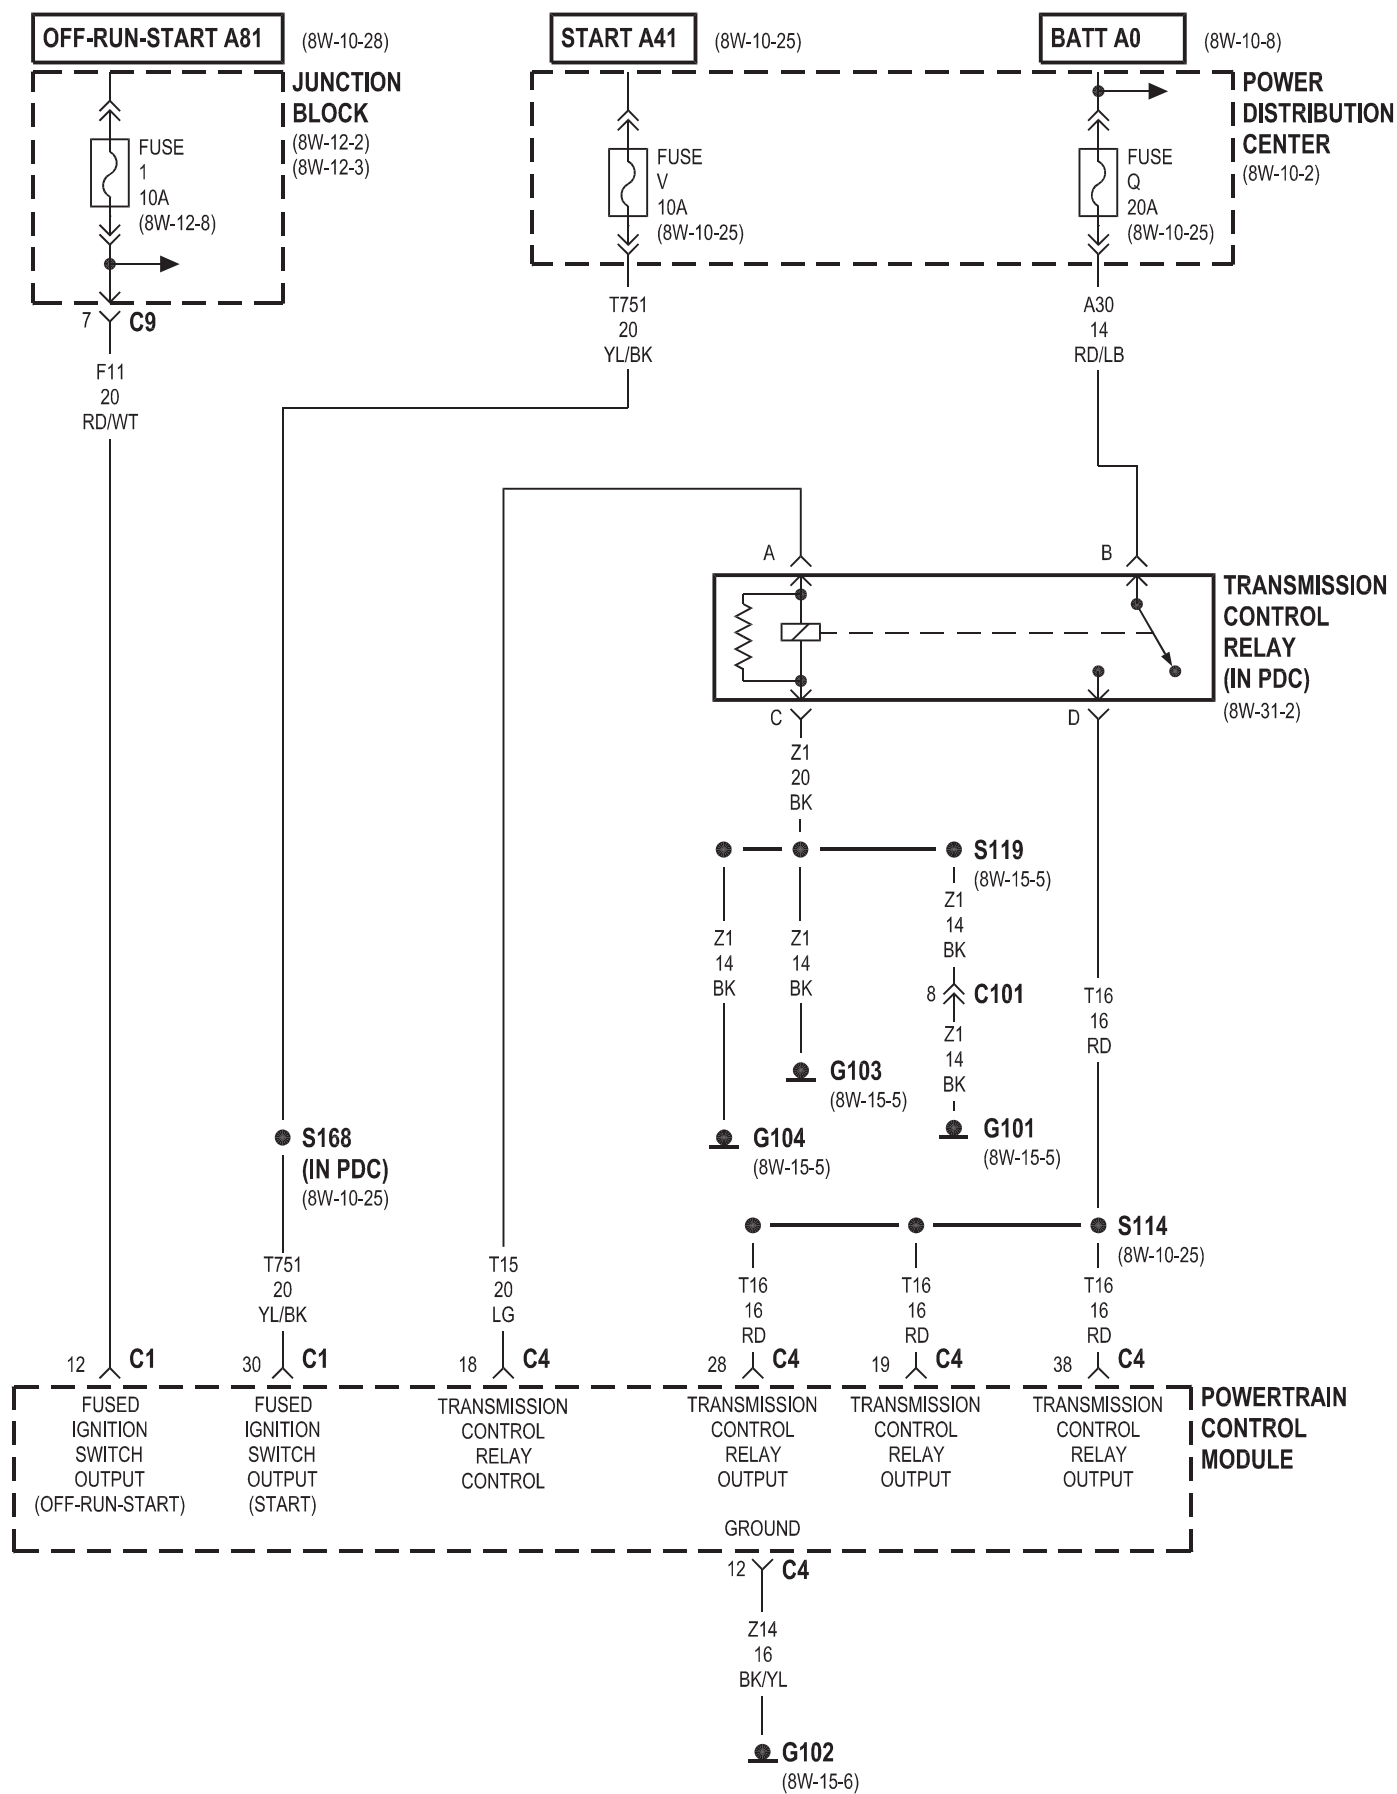 OFF-RUN-START A81
(8W-10-28)
START A41
(8W-10-25)
BATT A0
(8W-10-8)
JUNCTION
BLOCK
(8W-12-2)
(8W-12-3)
POWER
DISTRIBUTION
CENTER
(8W-10-2)
FUSE
1
10A
(8W-12-8)
FUSE
V
10A
(8W-10-25)
FUSE
Q
20A
(8W-10-25)
7
C9
F11
20
RD/WT
T751
20
YL/BK
A30
14
RD/LB
A
B
TRANSMISSION
CONTROL
RELAY
(IN PDC)
(8W-31-2)
C
D
Z1
20
BK
S119
(8W-15-5)
Z1
14
BK
Z1
14
BK
Z1
14
BK
8
C101
Z1
14
BK
T16
16
RD
G103
(8W-15-5)
G104
(8W-15-5)
G101
(8W-15-5)
S168
(IN PDC)
(8W-10-25)
S114
(8W-10-25)
T751
20
YL/BK
T15
20
LG
T16
16
RD
T16
16
RD
T16
16
RD
12
C1
30
C1
18
C4
28
C4
19
C4
38
C4
POWERTRAIN
CONTROL
MODULE
FUSED
IGNITION
SWITCH
OUTPUT
(OFF-RUN-START)
FUSED
IGNITION
SWITCH
OUTPUT
(START)
TRANSMISSION
CONTROL
RELAY
CONTROL
TRANSMISSION
CONTROL
RELAY
OUTPUT
TRANSMISSION
CONTROL
RELAY
OUTPUT
TRANSMISSION
CONTROL
RELAY
OUTPUT
GROUND
12
C4
Z14
16
BK/YL
G102
(8W-15-6)